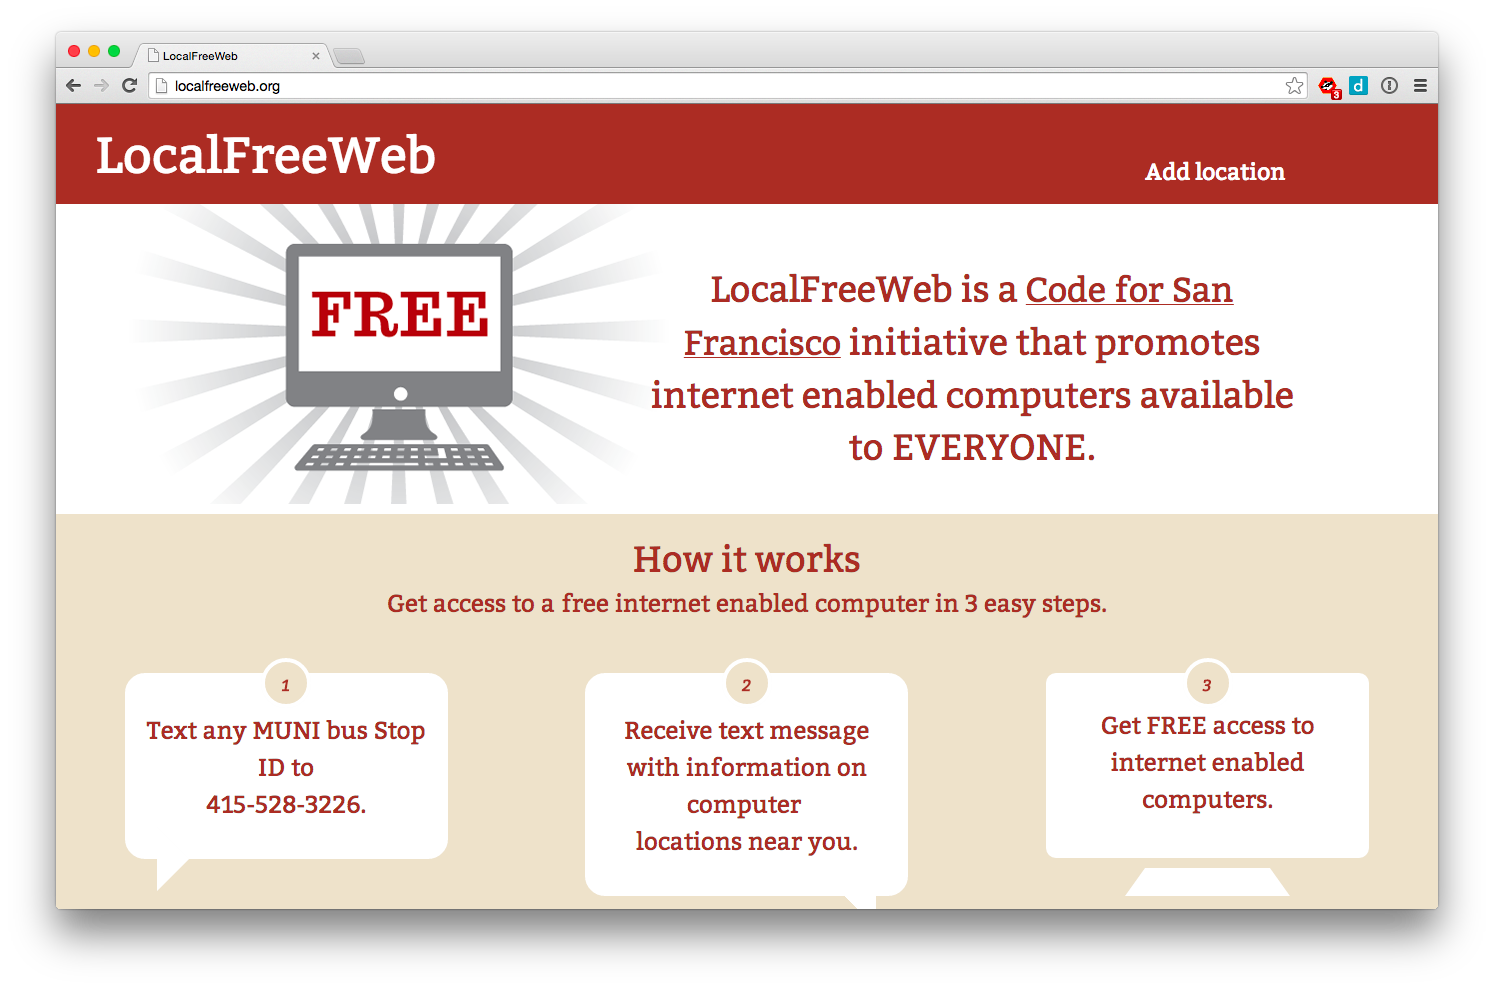 LocalFreeWeb
localfreeweb.org
3
d
LocalFreeWeb
Add location
FREE
LocalFreeWeb is a Code for San
Francisco initiative that promotes
internet enabled computers available
to EVERYONE.
How it works
Get access to a free internet enabled computer in 3 easy steps.
1
Text any MUNI bus Stop
ID to
415-528-3226.
2
Receive text message
with information on
computer
locations near you.
3
Get FREE access to
internet enabled
computers.